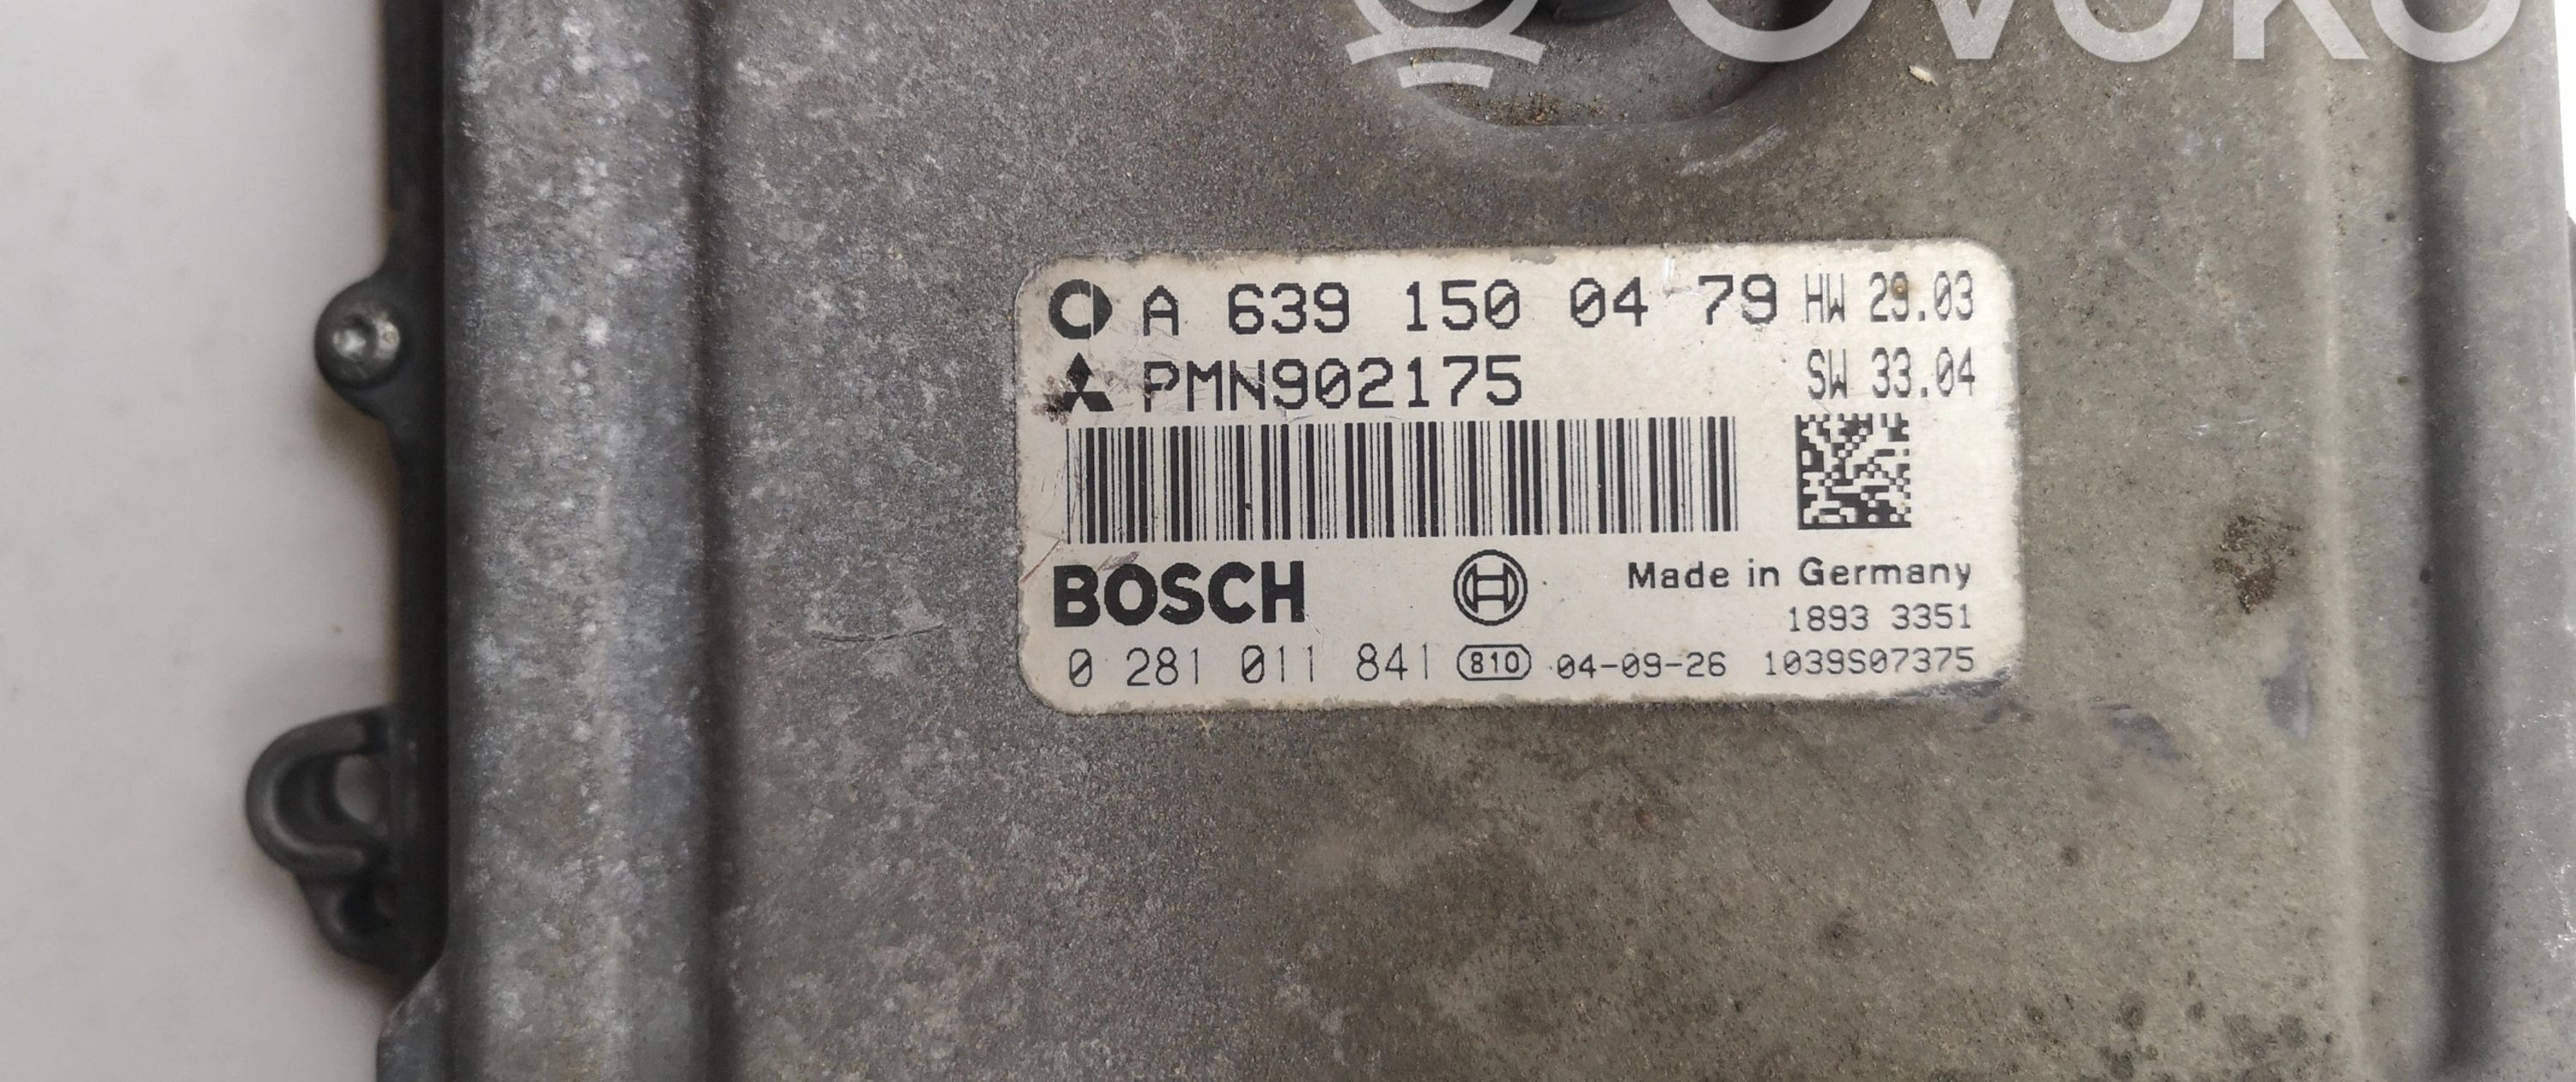 OVOKO
A 639 150 04 79 HW 29.03
PMN902175 SW 33.04
BOSCH Made in Germany
1893 3351
0 281 011 841 810 04-09-26 1039S07375